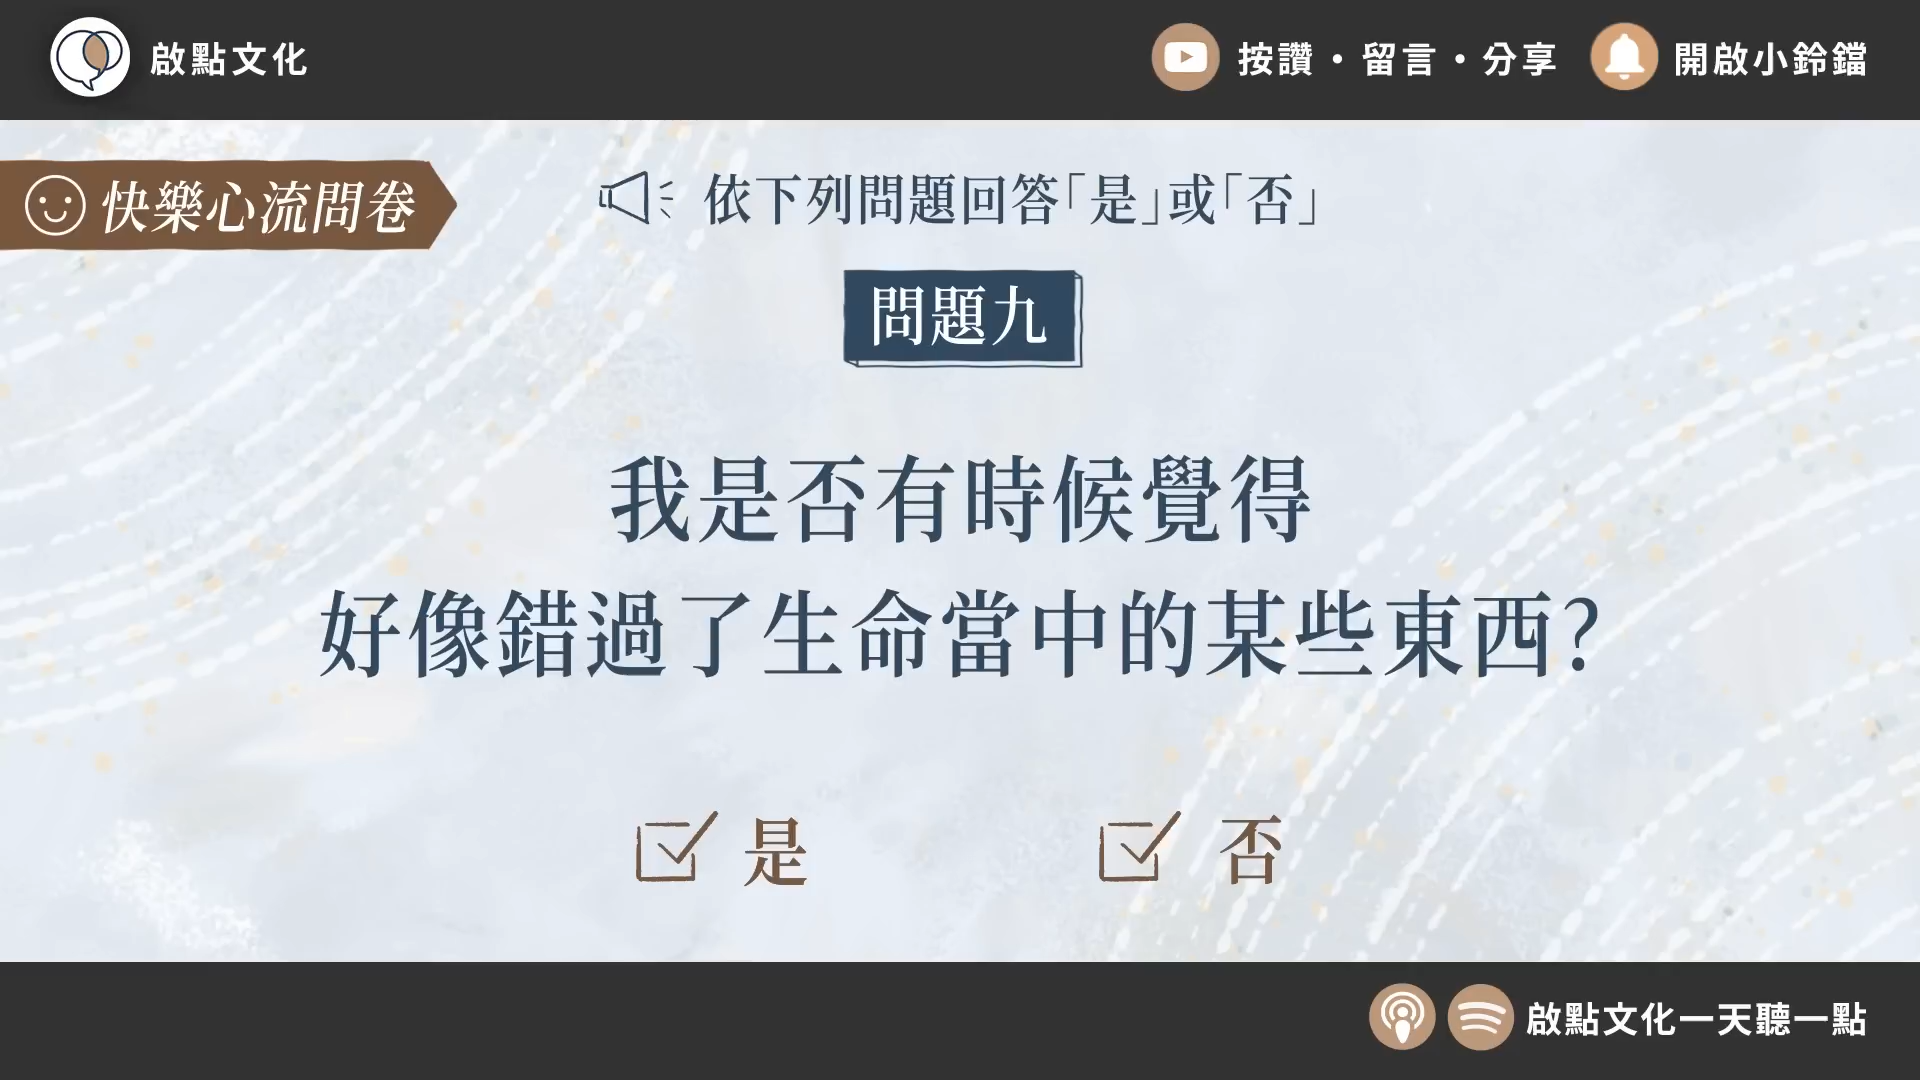 啟點文化
按讚・留言・分享
開啟小鈴鐺
快樂心流問卷
依下列問題回答「是」或「否」
問題九
我是否有時候覺得
好像錯過了生命當中的某些東西?
是
否
啟點文化一天聽一點